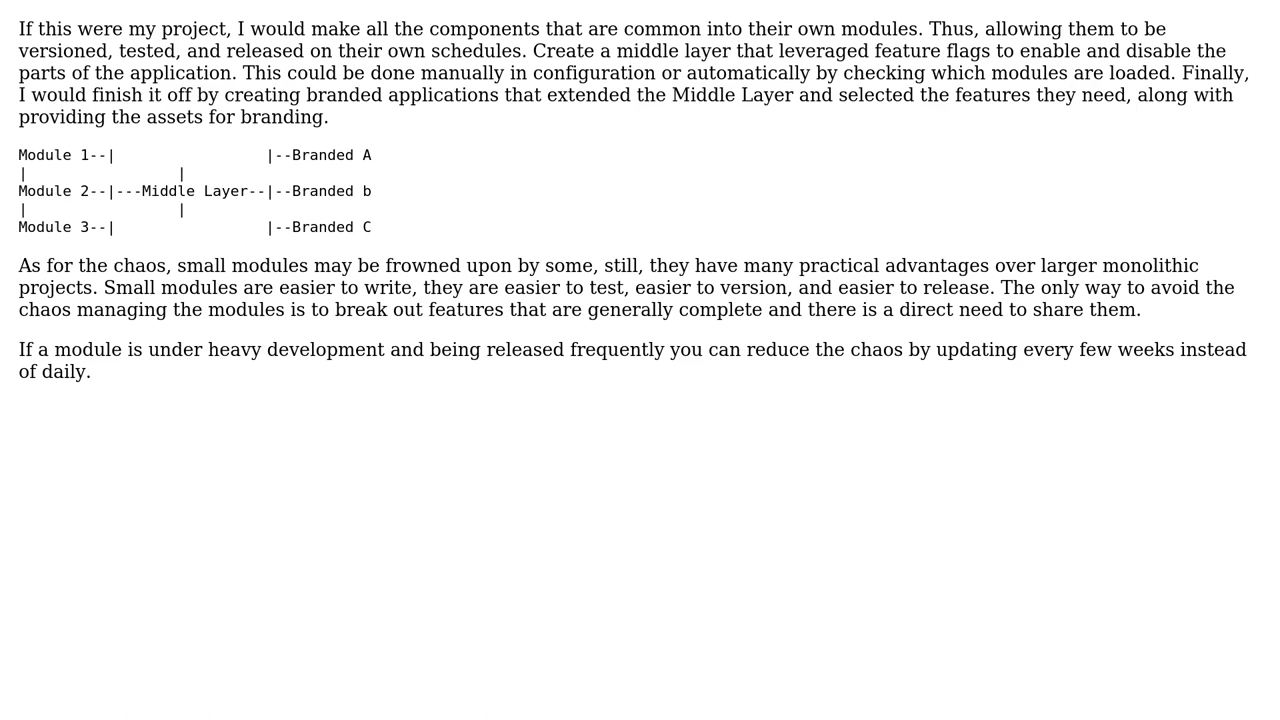 If this were my project, I would make all the components that are common into their own modules. Thus, allowing them to be
versioned, tested, and released on their own schedules. Create a middle layer that leveraged feature flags to enable and disable the
parts of the application. This could be done manually in configuration or automatically by checking which modules are loaded. Finally,
I would finish it off by creating branded applications that extended the Middle Layer and selected the features they need, along with
providing the assets for branding.
Module 1--|                 |--Branded A
|                  |
Module 2--|---Middle Layer--|--Branded b
|                  |
Module 3--|                 |--Branded C
As for the chaos, small modules may be frowned upon by some, still, they have many practical advantages over larger monolithic
projects. Small modules are easier to write, they are easier to test, easier to version, and easier to release. The only way to avoid the
chaos managing the modules is to break out features that are generally complete and there is a direct need to share them.
If a module is under heavy development and being released frequently you can reduce the chaos by updating every few weeks instead
of daily.